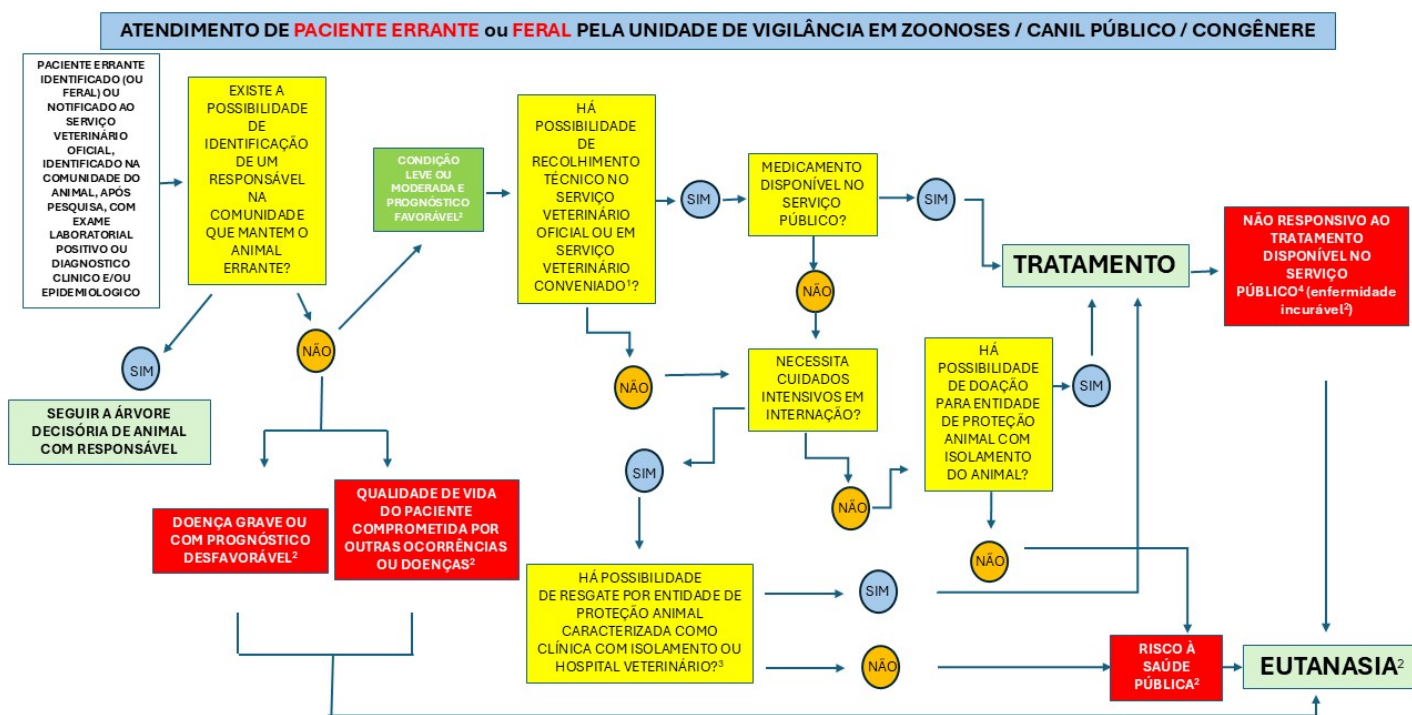 ATENDIMENTO DE PACIENTE ERRANTE ou FERAL PELA UNIDADE DE VIGILÂNCIA EM ZOONOSES / CANIL PÚBLICO / CONGÊNERE
PACIENTE ERRANTE
IDENTIFICADO (OU
FERAL) OU
NOTIFICADO AO
SERVIÇO
VETERINÁRIO
OFICIAL,
IDENTIFICADO NA
COMUNIDADE DO
ANIMAL, APÓS
PESQUISA, COM
EXAME
LABORATORIAL
POSITIVO OU
DIAGNOSTICO
CLINICO E/OU
EPIDEMIOLOGICO
EXISTE A
POSSIBILIDADE
DE
IDENTIFICAÇÃO
DE UM
RESPONSÁVEL
NA
COMUNIDADE
QUE MANTEM O
ANIMAL
ERRANTE?
SIM
SEGUIR A ÁRVORE
DECISÓRIA DE ANIMAL
COM RESPONSÁVEL
NÃO
CONDIÇÃO
LEVE OU
MODERADA E
PROGNÓSTICO
FAVORÁVEL²
DOENÇA GRAVE OU
COM PROGNÓSTICO
DESFAVORÁVEL²
QUALIDADE DE VIDA
DO PACIENTE
COMPROMETIDA POR
OUTRAS OCORRÊNCIAS
OU DOENÇAS²
HÁ
POSSIBILIDADE
DE
RECOLHIMENTO
TÉCNICO NO
SERVIÇO
VETERINÁRIO
OFICIAL OU EM
SERVIÇO
VETERINÁRIO
CONVENIADO¹?
SIM
NÃO
MEDICAMENTO
DISPONÍVEL NO
SERVIÇO
PÚBLICO?
SIM
NÃO
NECESSITA
CUIDADOS
INTENSIVOS EM
INTERNAÇÃO?
SIM
NÃO
HÁ POSSIBILIDADE
DE RESGATE POR ENTIDADE DE
PROTEÇÃO ANIMAL
CARACTERIZADA COMO
CLÍNICA COM ISOLAMENTO OU
HOSPITAL VETERINÁRIO?³
SIM
NÃO
HÁ
POSSIBILIDADE
DE DOAÇÃO
PARA ENTIDADE
DE PROTEÇÃO
ANIMAL COM
ISOLAMENTO
DO ANIMAL?
SIM
NÃO
TRATAMENTO
NÃO RESPONSIVO AO
TRATAMENTO
DISPONÍVEL NO
SERVIÇO
PÚBLICO⁴ (enfermidade
incurável²)
RISCO À
SAÚDE
PÚBLICA²
EUTANASIA²